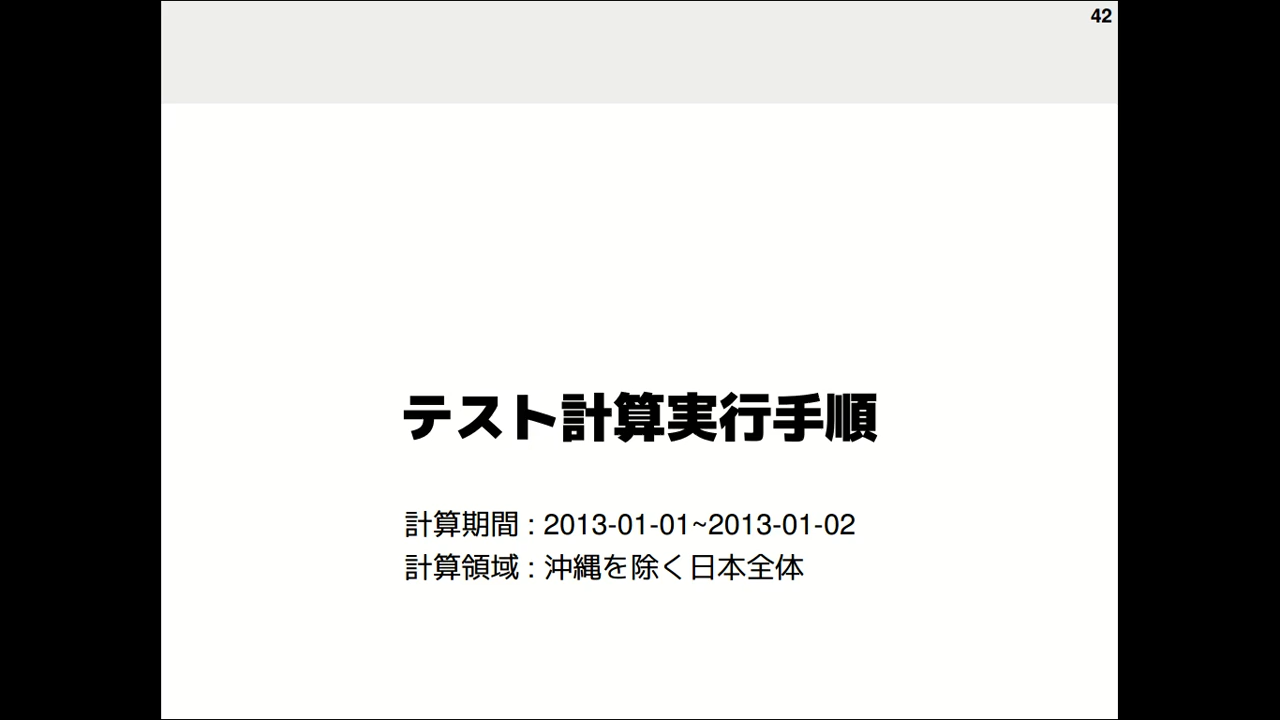 42
テスト計算実行手順
計算期間 : 2013-01-01~2013-01-02
計算領域 : 沖縄を除く日本全体